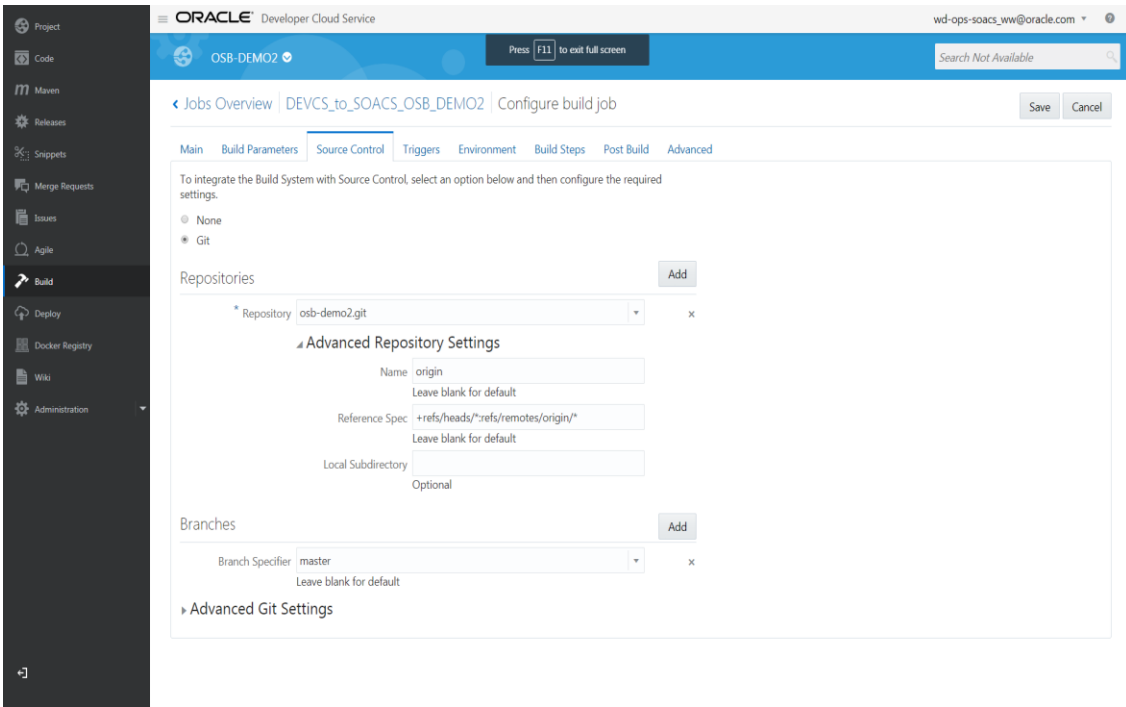 ORACLE Developer Cloud Service
wd-ops-soacs_ww@oracle.com
Project
Code
Maven
Releases
Snippets
Merge Requests
Issues
Agile
Build
Deploy
Docker Registry
Wiki
Administration
OSB-DEMO2
Press F11 to exit full screen
Search Not Available
Jobs Overview DEVCS_to_SOACS_OSB_DEMO2 Configure build job
Save Cancel
Main Build Parameters Source Control Triggers Environment Build Steps Post Build Advanced
To integrate the Build System with Source Control, select an option below and then configure the required
settings.
None
Git
Repositories Add
* Repository osb-demo2.git x
Advanced Repository Settings
Name origin
Leave blank for default
Reference Spec +refs/heads/*:refs/remotes/origin/*
Leave blank for default
Local Subdirectory
Optional
Branches Add
Branch Specifier master x
Leave blank for default
Advanced Git Settings